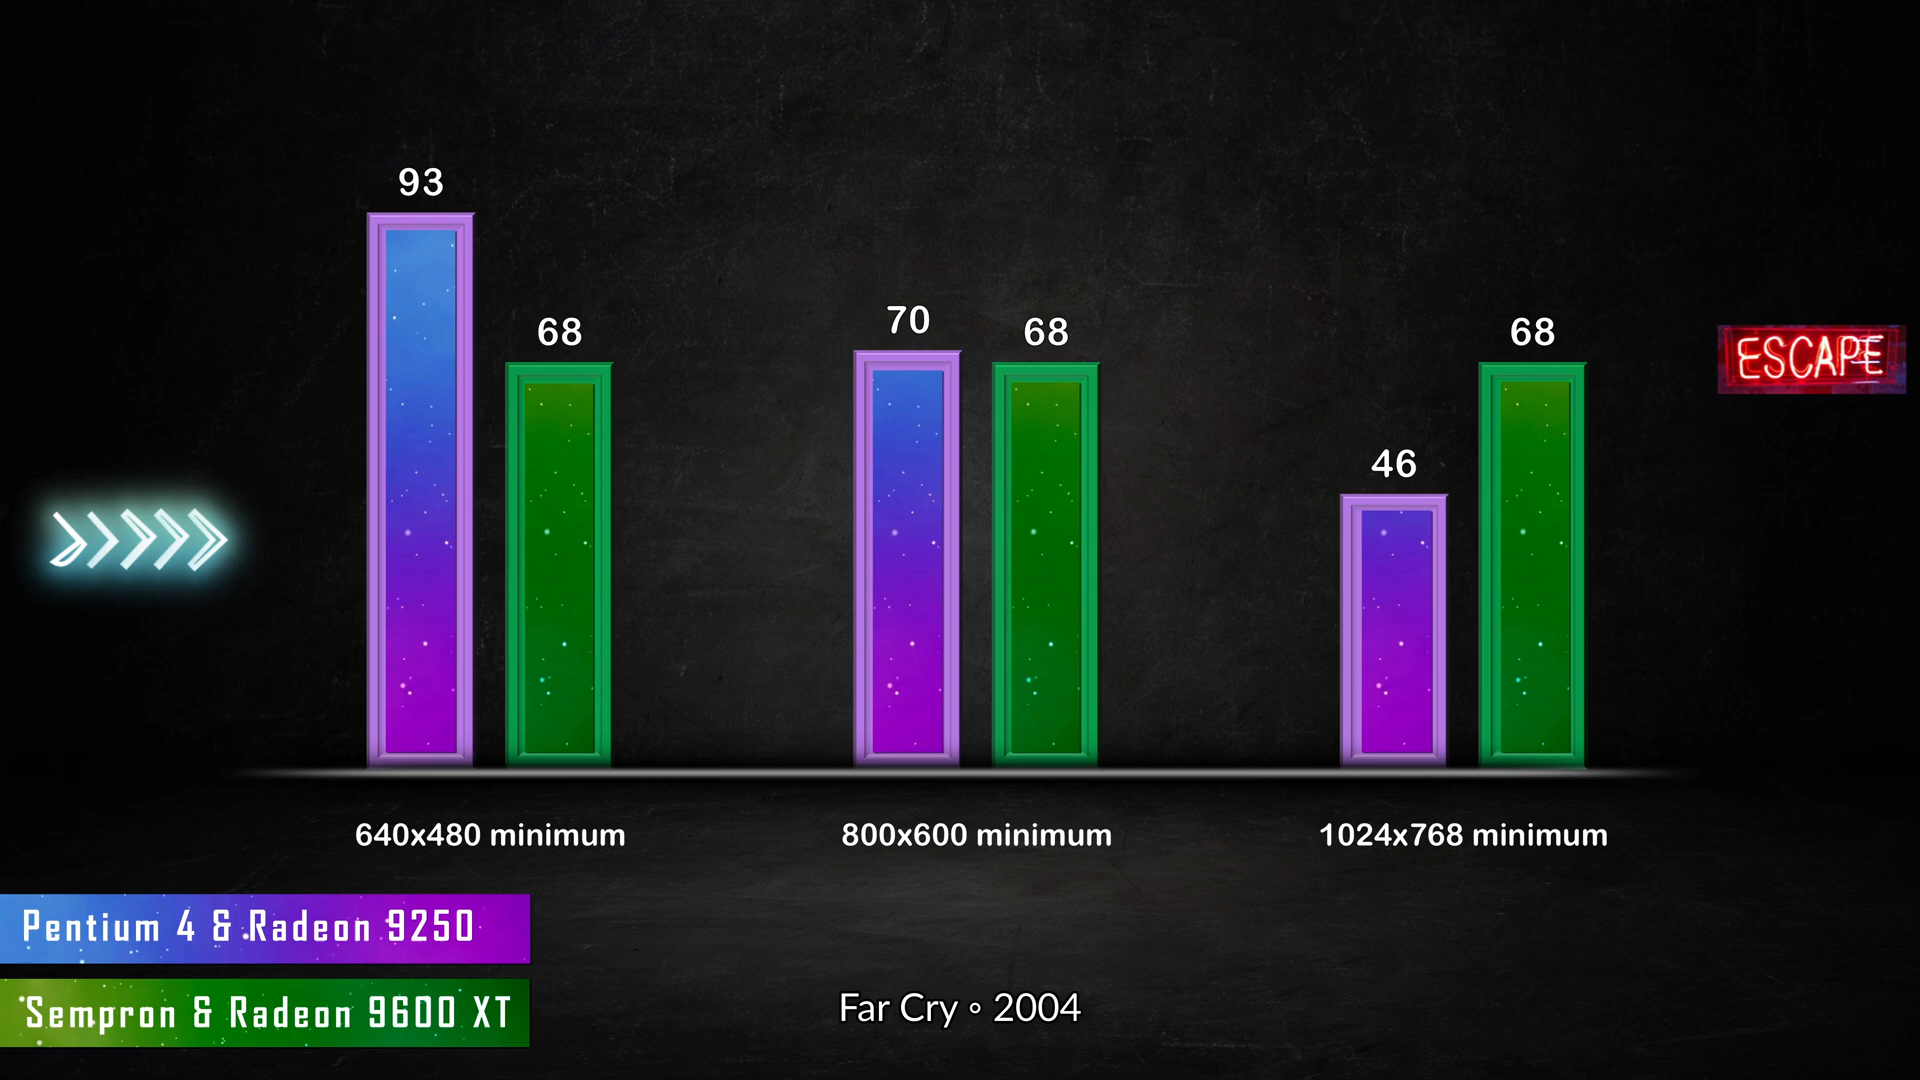 93
68
70
68
46
68
ESCAPE
640x480 minimum
800x600 minimum
1024x768 minimum
Pentium 4 & Radeon 9250
Sempron & Radeon 9600 XT
Far Cry ◦ 2004